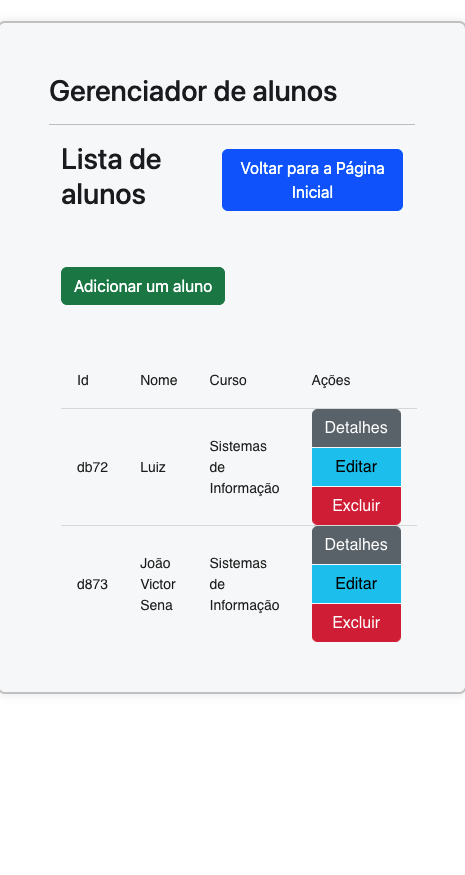 Gerenciador de alunos
Lista de
alunos
Voltar para a Página
Inicial
Adicionar um aluno
Id Nome Curso Ações
db72 Luiz Sistemas
de
Informação
Detalhes
Editar
Excluir
d873 João
Victor
Sena
Sistemas
de
Informação
Detalhes
Editar
Excluir